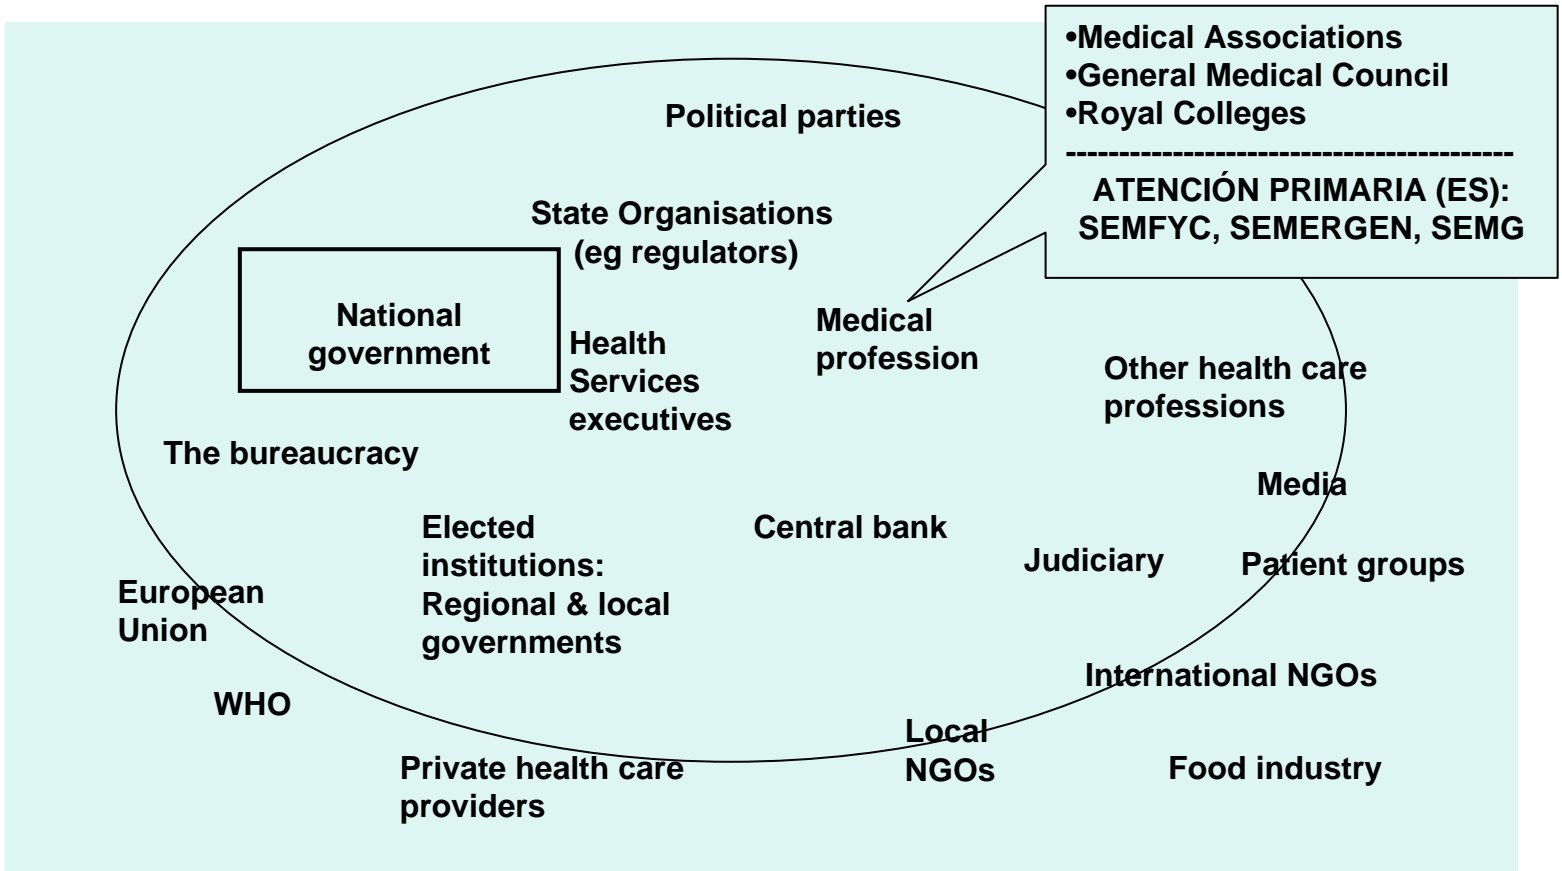 •Medical Associations
•General Medical Council
•Royal Colleges
-------------------------------------------
ATENCIÓN PRIMARIA (ES):
SEMFYC, SEMERGEN, SEMG
Political parties
State Organisations
(eg regulators)
National
government
Health
Services
executives
Medical
profession
Other health care
professions
The bureaucracy
Media
Elected
institutions:
Regional & local
governments
Central bank
Judiciary
Patient groups
European
Union
WHO
International NGOs
Local
NGOs
Private health care
providers
Food industry